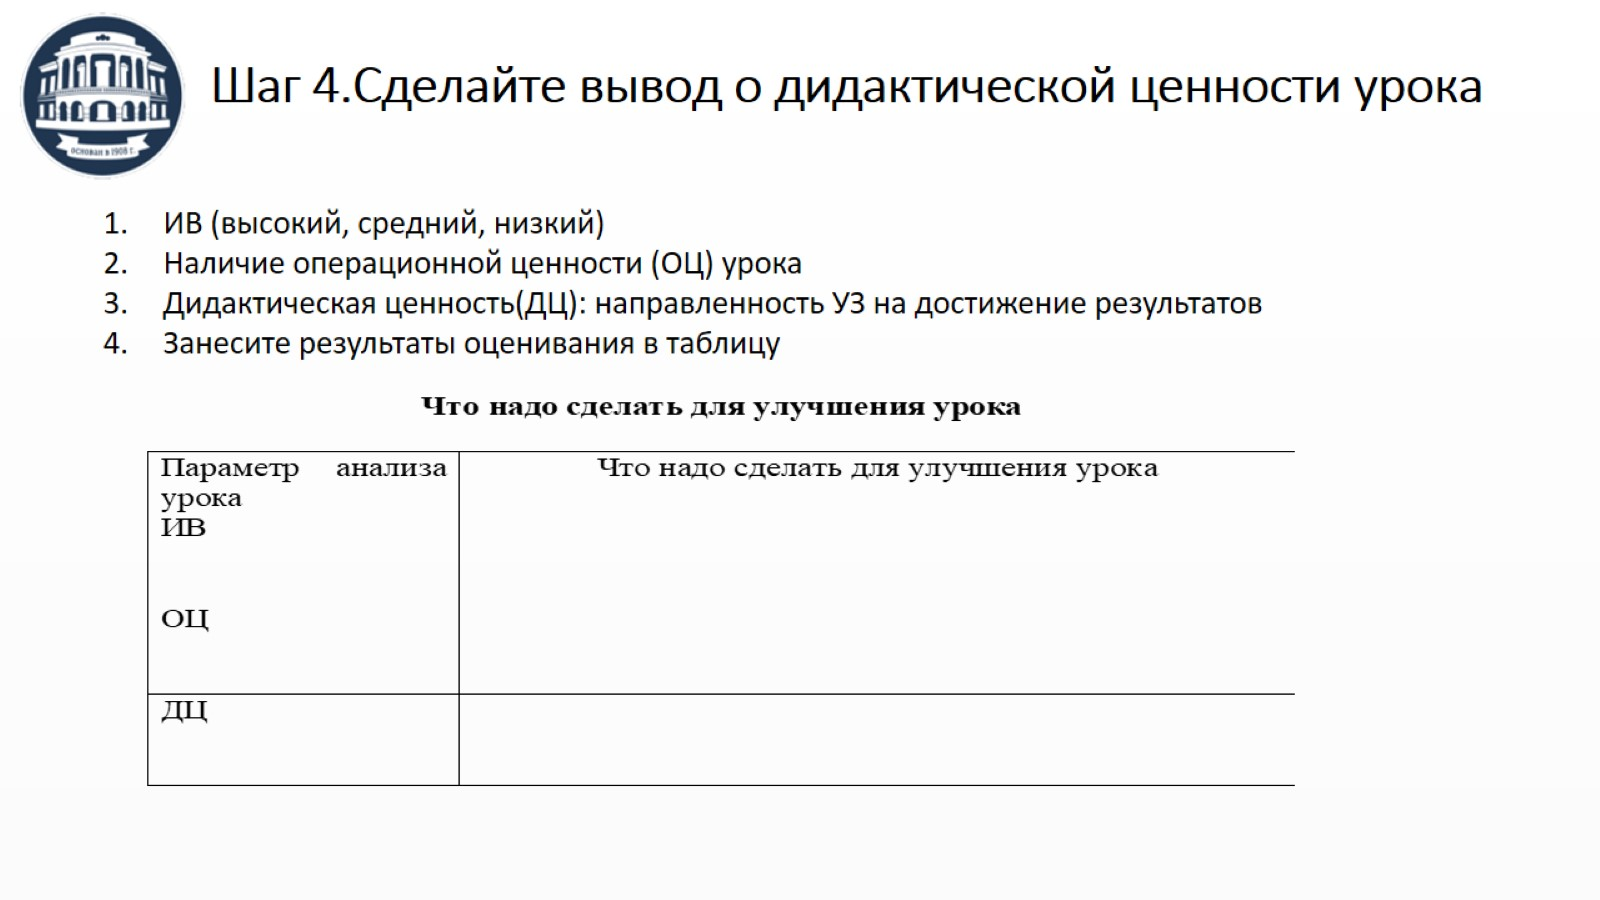 основан в 1908 г.
Шаг 4.Сделайте вывод о дидактической ценности урока
1. ИВ (высокий, средний, низкий)
2. Наличие операционной ценности (ОЦ) урока
3. Дидактическая ценность(ДЦ): направленность УЗ на достижение результатов
4. Занесите результаты оценивания в таблицу
Что надо сделать для улучшения урока
Параметр анализа
урока
ИВ
ОЦ
Что надо сделать для улучшения урока
ДЦ